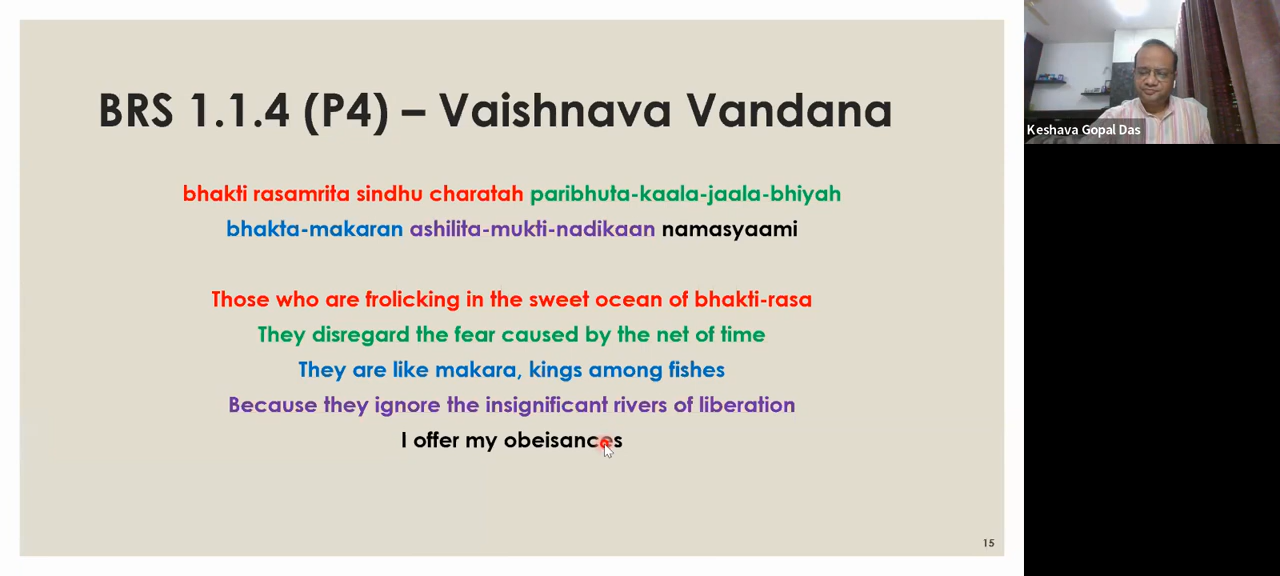 BRS 1.1.4 (P4) – Vaishnava Vandana
bhakti rasamrita sindhu charatah paribhuta-kaala-jaala-bhiyah
bhakta-makaran ashilita-mukti-nadikaan namasyaami
Those who are frolicking in the sweet ocean of bhakti-rasa
They disregard the fear caused by the net of time
They are like makara, kings among fishes
Because they ignore the insignificant rivers of liberation
I offer my obeisances
15
Keshava Gopal Das